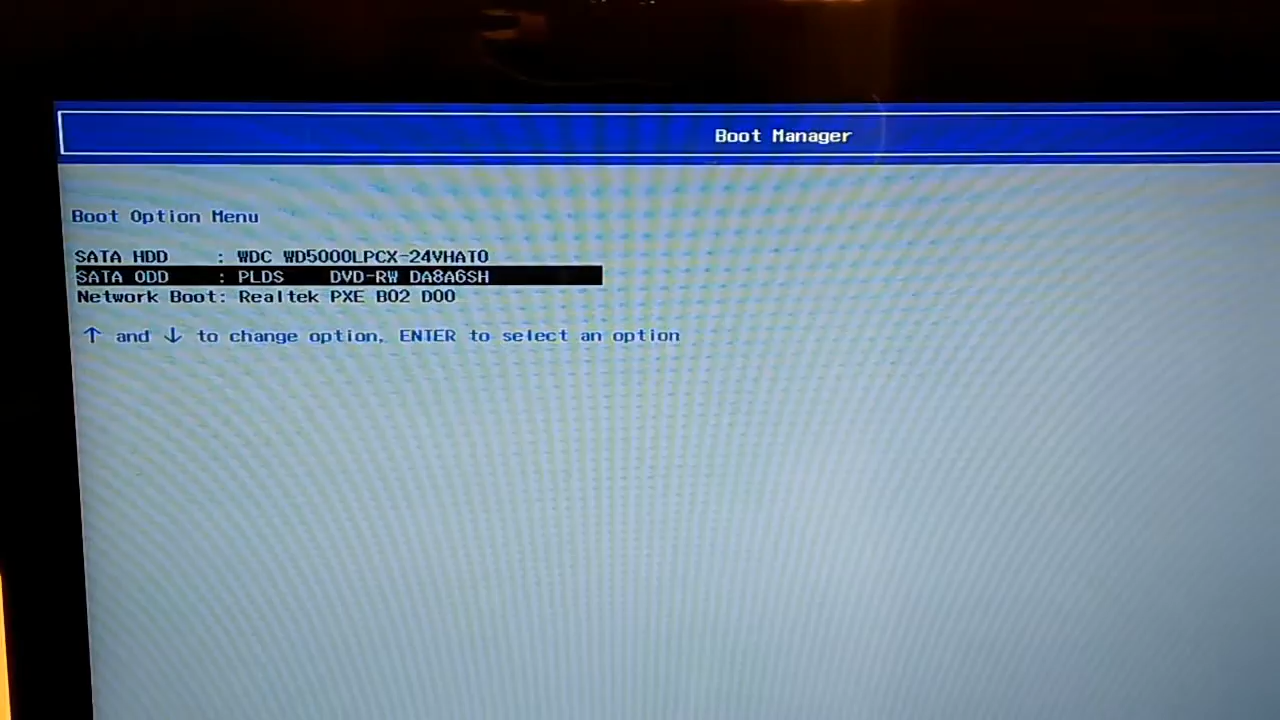 Boot Manager
Boot Option Menu
SATA HDD : WDC WD5000LPCX-24VHAT0
SATA ODD : PLDS DVD-RW DA8A6SH
Network Boot: Realtek PXE B02 D00
↑ and ↓ to change option, ENTER to select an option